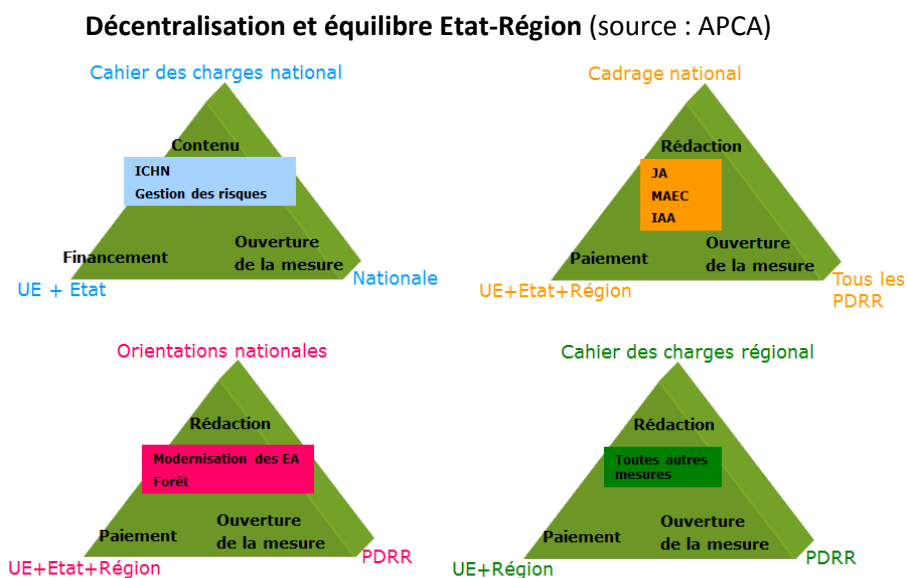 Décentralisation et équilibre Etat-Région (source : APCA)
Cahier des charges national
Contenu
ICHN
Gestion des risques
Financement
Ouverture
de la mesure
UE + Etat
Nationale
Cadrage national
Rédaction
JA
MAEC
IAA
Paiement
Ouverture
de la mesure
UE+Etat+Région
Tous les
PDRR
Orientations nationales
Rédaction
Modernisation des EA
Forêt
Paiement
Ouverture
de la mesure
UE+Etat+Région
PDRR
Cahier des charges régional
Rédaction
Toutes autres
mesures
Paiement
Ouverture
de la mesure
UE+Région
PDRR